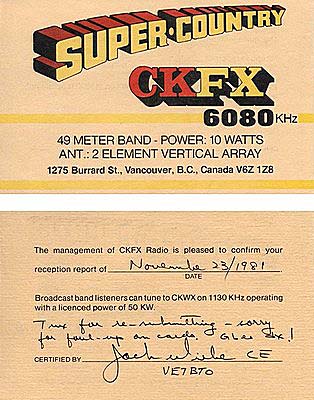 SUPER·COUNTRY
CKFX
6080 KHz
49 METER BAND - POWER: 10 WATTS
ANT.: 2 ELEMENT VERTICAL ARRAY
1275 Burrard St., Vancouver, B.C., Canada V6Z 1Z8
The management of CKFX Radio is pleased to confirm your
reception report of November 23/1981
DATE
Broadcast band listeners can tune to CKWX on 1130 KHz operating
with a licenced power of 50 KW.
Tnx for re-submitting - sorry
for foul-up on cards.
CERTIFIED BY Jack Wiebe CE
VE7BTO